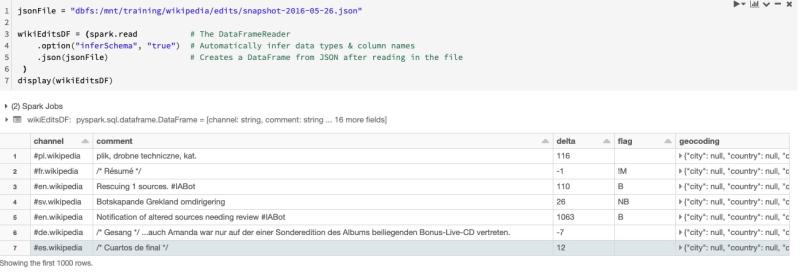 1 jsonFile = "dbfs:/mnt/training/wikipedia/edits/snapshot-2016-05-26.json"
2
3 wikiEditsDF = (spark.read # The DataFrameReader
4 .option("inferSchema", "true") # Automatically infer data types & column names
5 .json(jsonFile) # Creates a DataFrame from JSON after reading in the file
6 )
7 display(wikiEditsDF)
(2) Spark Jobs
wikiEditsDF: pyspark.sql.dataframe.DataFrame = [channel: string, comment: string ... 16 more fields]
channel comment delta flag geocoding
1 #pl.wikipedia plik, drobne techniczne, kat. 116 {"city": null, "country": null, "c
2 #fr.wikipedia /* Résumé */ -1 !M {"city": null, "country": null, "c
3 #en.wikipedia Rescuing 1 sources. #IABot 110 B {"city": null, "country": null, "c
4 #sv.wikipedia Botskapande Grekland omdirigering 26 NB {"city": null, "country": null, "c
5 #en.wikipedia Notification of altered sources needing review #IABot 1063 B {"city": null, "country": null, "c
6 #de.wikipedia /* Gesang */ ...auch Amanda war nur auf der einer Sonderedition des Albums beiliegenden Bonus-Live-CD vertreten. -7 {"city": null, "country": null, "c
7 #es.wikipedia /* Cuartos de final */ 12 {"city": null, "country": null, "c
Showing the first 1000 rows.